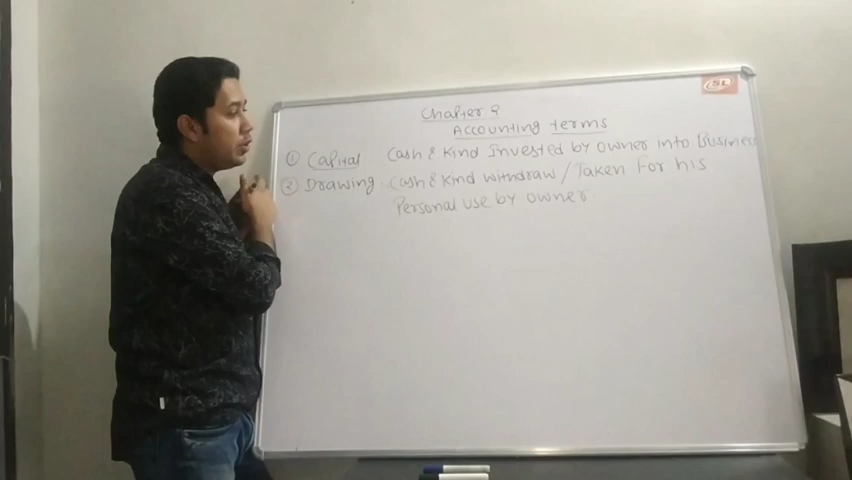 Chapter 2
Accounting terms
① Capital Cash & Kind Invested by owner into Business
② Drawing . Cash & Kind withdraw / Taken For his
Personal use by owner